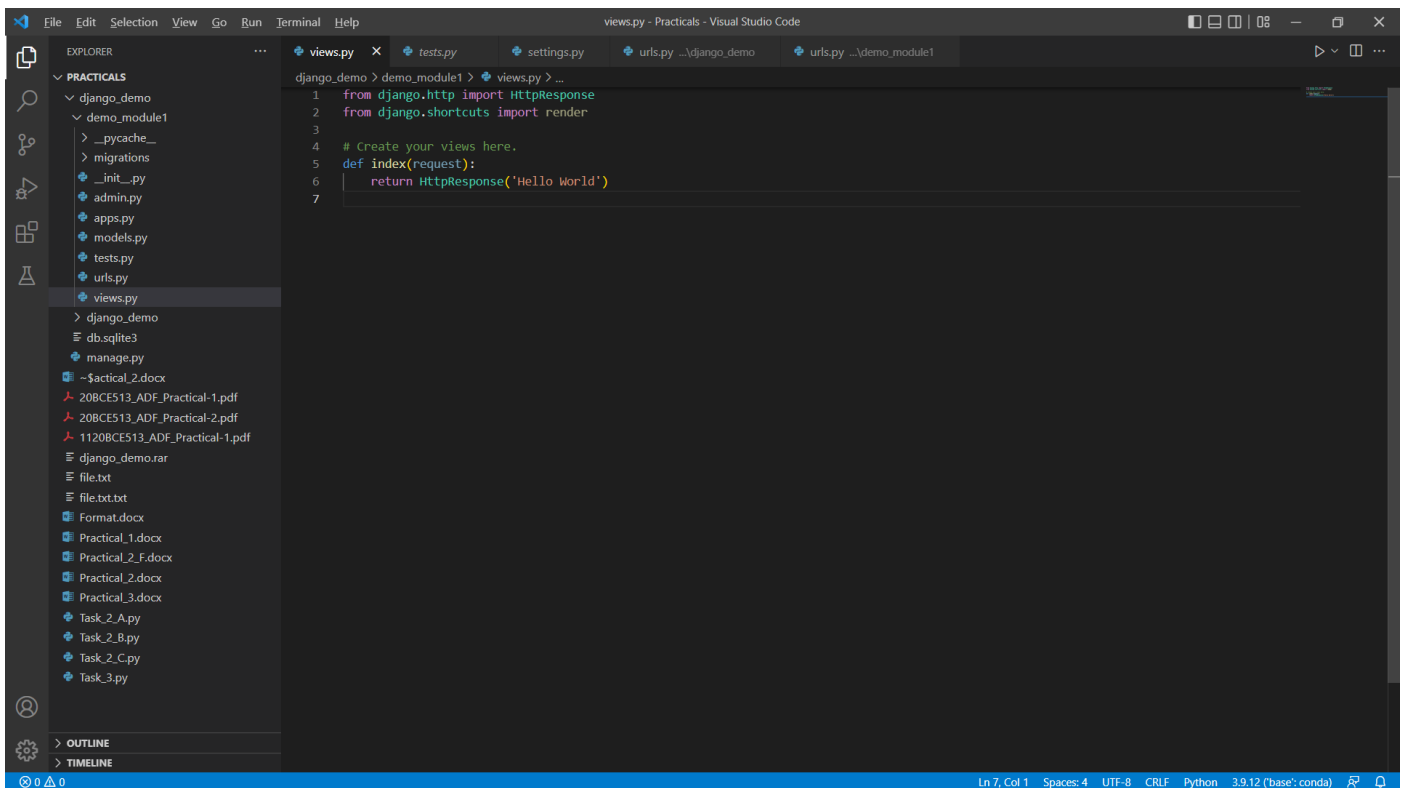 File Edit Selection View Go Run Terminal Help views.py - Practicals - Visual Studio Code
EXPLORER
PRACTICALS
django_demo
demo_module1
__pycache__
migrations
__init__.py
admin.py
apps.py
models.py
tests.py
urls.py
views.py
django_demo
db.sqlite3
manage.py
~$actical_2.docx
20BCE513_ADF_Practical-1.pdf
20BCE513_ADF_Practical-2.pdf
1120BCE513_ADF_Practical-1.pdf
django_demo.rar
file.txt
file.txt.txt
Format.docx
Practical_1.docx
Practical_2_F.docx
Practical_2.docx
Practical_3.docx
Task_2_A.py
Task_2_B.py
Task_2_C.py
Task_3.py
OUTLINE
TIMELINE
views.py tests.py settings.py urls.py ...\django_demo urls.py ...\demo_module1
django_demo > demo_module1 > views.py > ...
1 from django.http import HttpResponse
2 from django.shortcuts import render
3
4 # Create your views here.
5 def index(request):
6     return HttpResponse('Hello World')
7
0 0 Ln 7, Col 1 Spaces: 4 UTF-8 CRLF Python 3.9.12 ('base': conda)